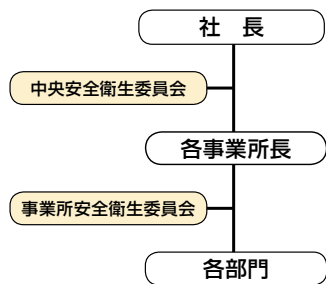 社　長
中央安全衛生委員会
各事業所長
事業所安全衛生委員会
各部門